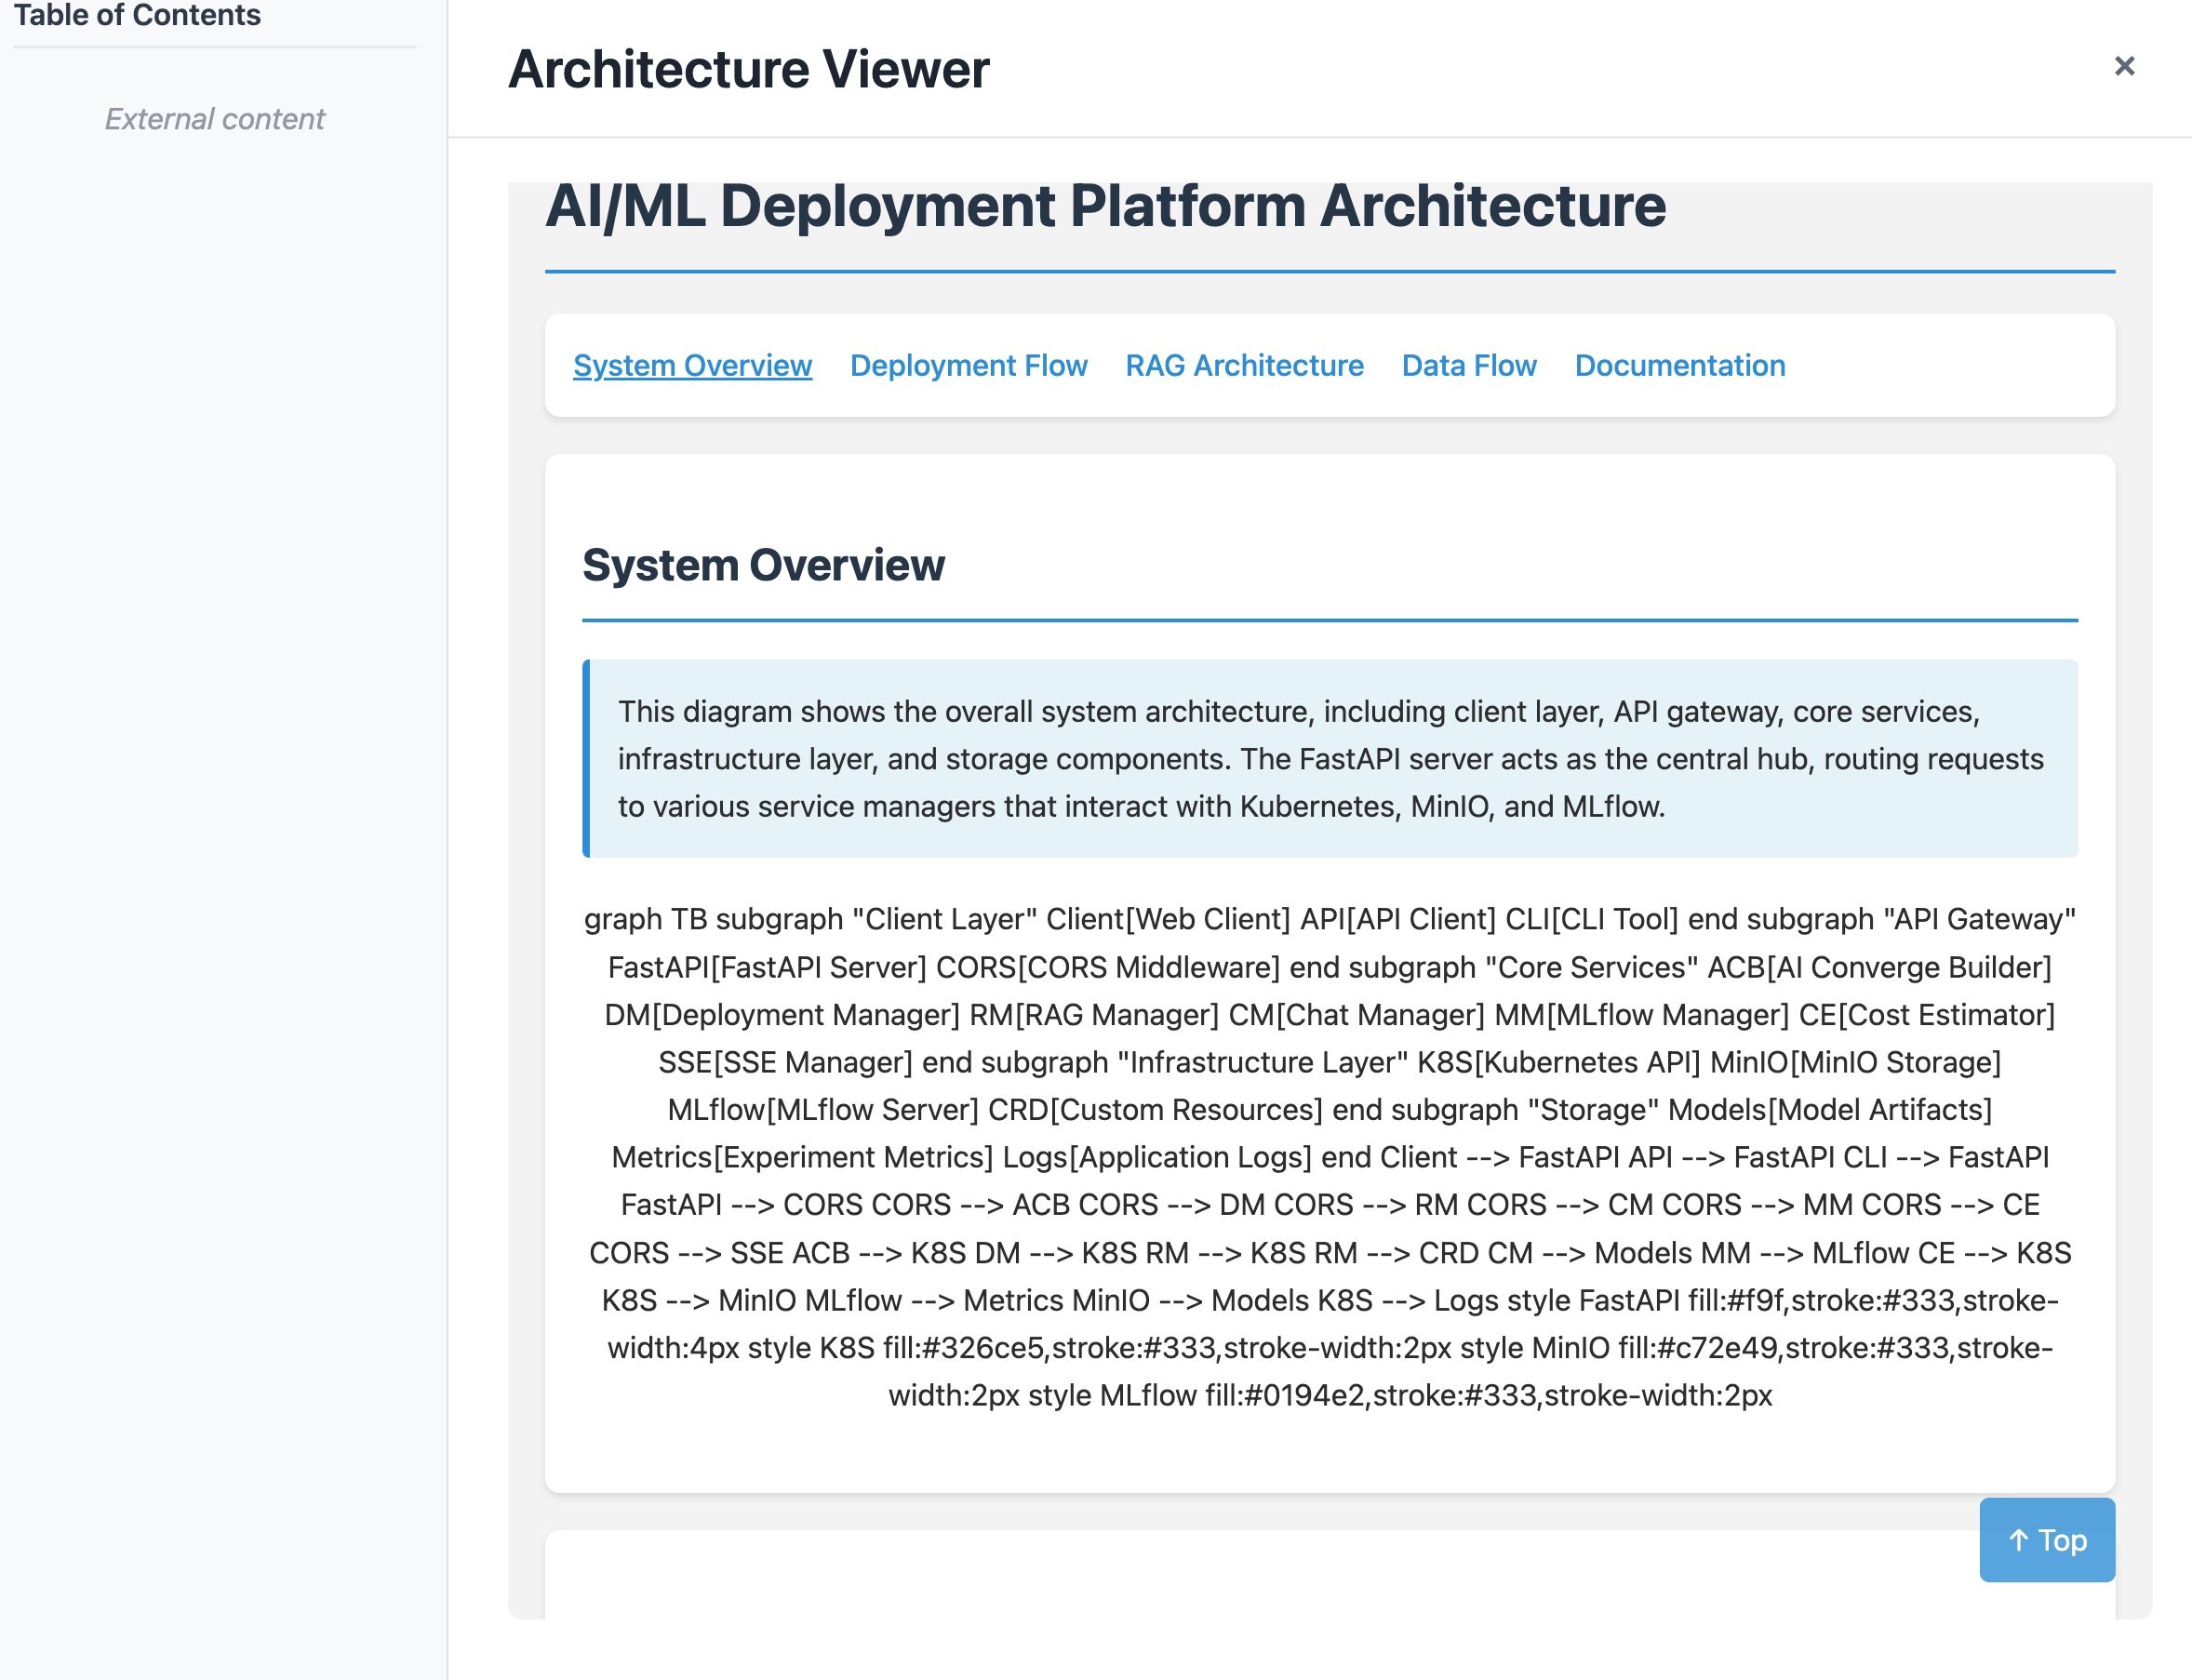 Table of Contents
External content
Architecture Viewer
×
AI/ML Deployment Platform Architecture
System Overview Deployment Flow RAG Architecture Data Flow Documentation
System Overview
This diagram shows the overall system architecture, including client layer, API gateway, core services,
infrastructure layer, and storage components. The FastAPI server acts as the central hub, routing requests
to various service managers that interact with Kubernetes, MinIO, and MLflow.
graph TB subgraph "Client Layer" Client[Web Client] API[API Client] CLI[CLI Tool] end subgraph "API Gateway"
FastAPI[FastAPI Server] CORS[CORS Middleware] end subgraph "Core Services" ACB[AI Converge Builder]
DM[Deployment Manager] RM[RAG Manager] CM[Chat Manager] MM[MLflow Manager] CE[Cost Estimator]
SSE[SSE Manager] end subgraph "Infrastructure Layer" K8S[Kubernetes API] MinIO[MinIO Storage]
MLflow[MLflow Server] CRD[Custom Resources] end subgraph "Storage" Models[Model Artifacts]
Metrics[Experiment Metrics] Logs[Application Logs] end Client --> FastAPI API --> FastAPI CLI --> FastAPI
FastAPI --> CORS CORS --> ACB CORS --> DM CORS --> RM CORS --> CM CORS --> MM CORS --> CE
CORS --> SSE ACB --> K8S DM --> K8S RM --> K8S RM --> CRD CM --> Models MM --> MLflow CE --> K8S
K8S --> MinIO MLflow --> Metrics MinIO --> Models K8S --> Logs style FastAPI fill:#f9f,stroke:#333,stroke-
width:4px style K8S fill:#326ce5,stroke:#333,stroke-width:2px style MinIO fill:#c72e49,stroke:#333,stroke-
width:2px style MLflow fill:#0194e2,stroke:#333,stroke-width:2px
↑ Top